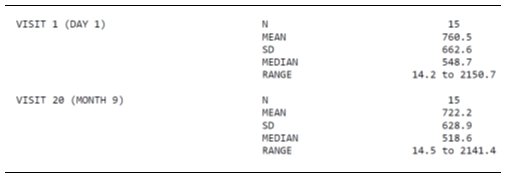 VISIT 1 (DAY 1) N 15
MEAN 760.5
SD 662.6
MEDIAN 548.7
RANGE 14.2 to 2150.7
VISIT 20 (MONTH 9) N 15
MEAN 722.2
SD 628.9
MEDIAN 518.6
RANGE 14.5 to 2141.4